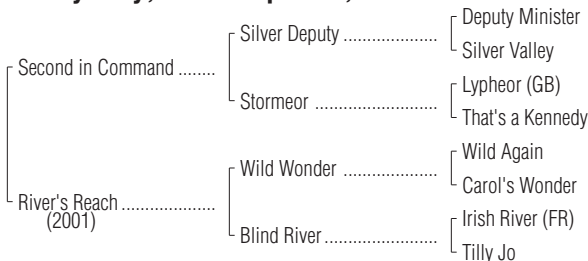 Deputy Minister
Silver Deputy ....................
Silver Valley
Second in Command ........
Lypheor (GB)
Stormeor ..........................
That's a Kennedy
Wild Again
Wild Wonder .....................
Carol's Wonder
River's Reach ....................
(2001)
Irish River (FR)
Blind River ........................
Tilly Jo